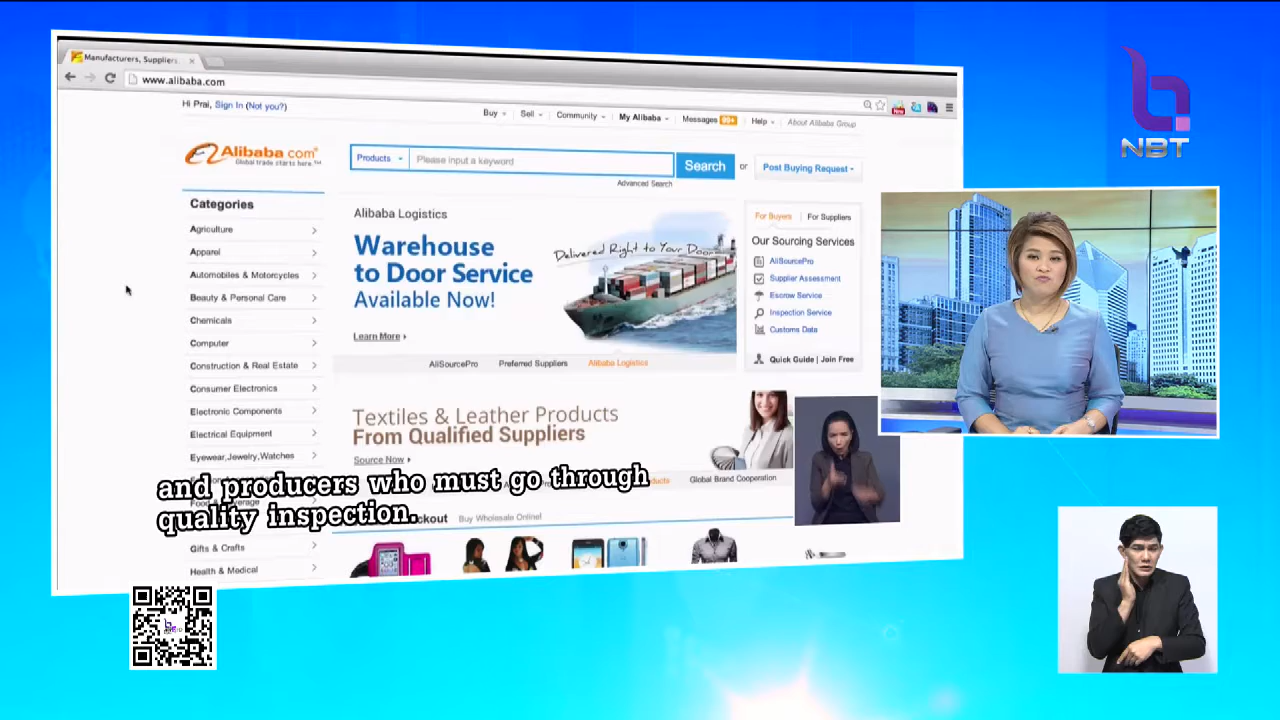 Manufacturers, Suppliers
www.alibaba.com
Hi Prai, Sign In (Not you?)
Buy
Sell
Community
My Alibaba
Messages 99+
Help
About Alibaba Group
New
NBT
Alibaba.com
Global trade starts here.™
Products
Please input a keyword
Search
or
Post Buying Request
Advanced Search
Categories
Agriculture
Apparel
Automobiles & Motorcycles
Beauty & Personal Care
Chemicals
Computer
Construction & Real Estate
Consumer Electronics
Electronic Components
Electrical Equipment
Eyewear,Jewelry,Watches
Gifts & Crafts
Health & Medical
Alibaba Logistics
Warehouse
to Door Service
Available Now!
Delivered Right to Your Door
Learn More
AliSourcePro
Preferred Suppliers
Alibaba Logistics
For Buyers
For Suppliers
Our Sourcing Services
AliSourcePro
Supplier Assessment
Escrow Service
Inspection Service
Customs Data
Quick Guide | Join Free
Textiles & Leather Products
From Qualified Suppliers
Source Now
Global Brand Cooperation
Buy Wholesale Online!
and producers who must go through
quality inspection.